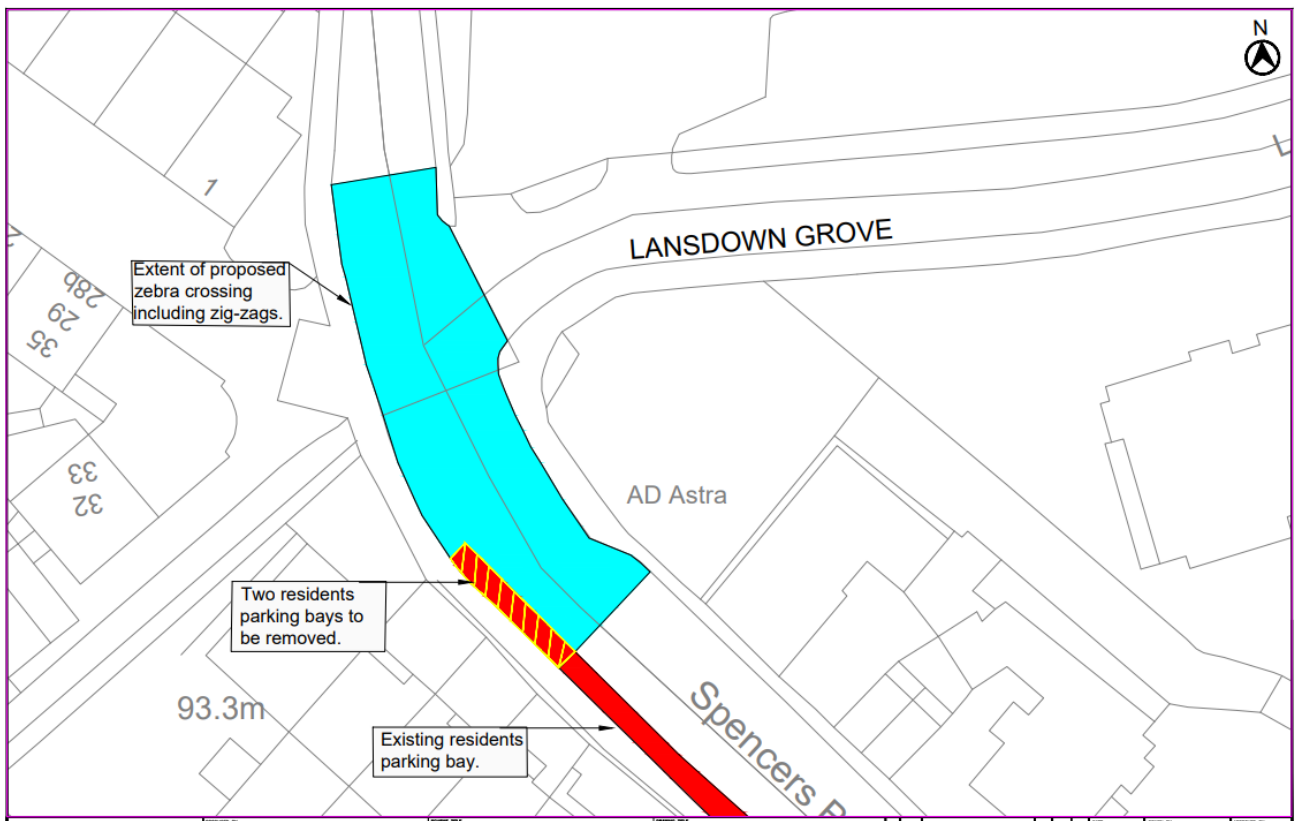 N
1
LANSDOWN GROVE
L
Extent of proposed
zebra crossing
including zig-zags.
28b
29
35
33
32
AD Astra
Two residents
parking bays to
be removed.
93.3m
Spencers
Existing residents
parking bay.